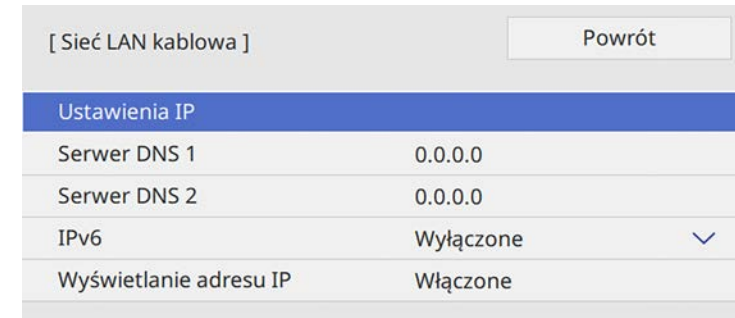 [ Sieć LAN kablowa ] Powrót
Ustawienia IP
Serwer DNS 1 0.0.0.0
Serwer DNS 2 0.0.0.0
IPv6 Wyłączone
Wyświetlanie adresu IP Włączone